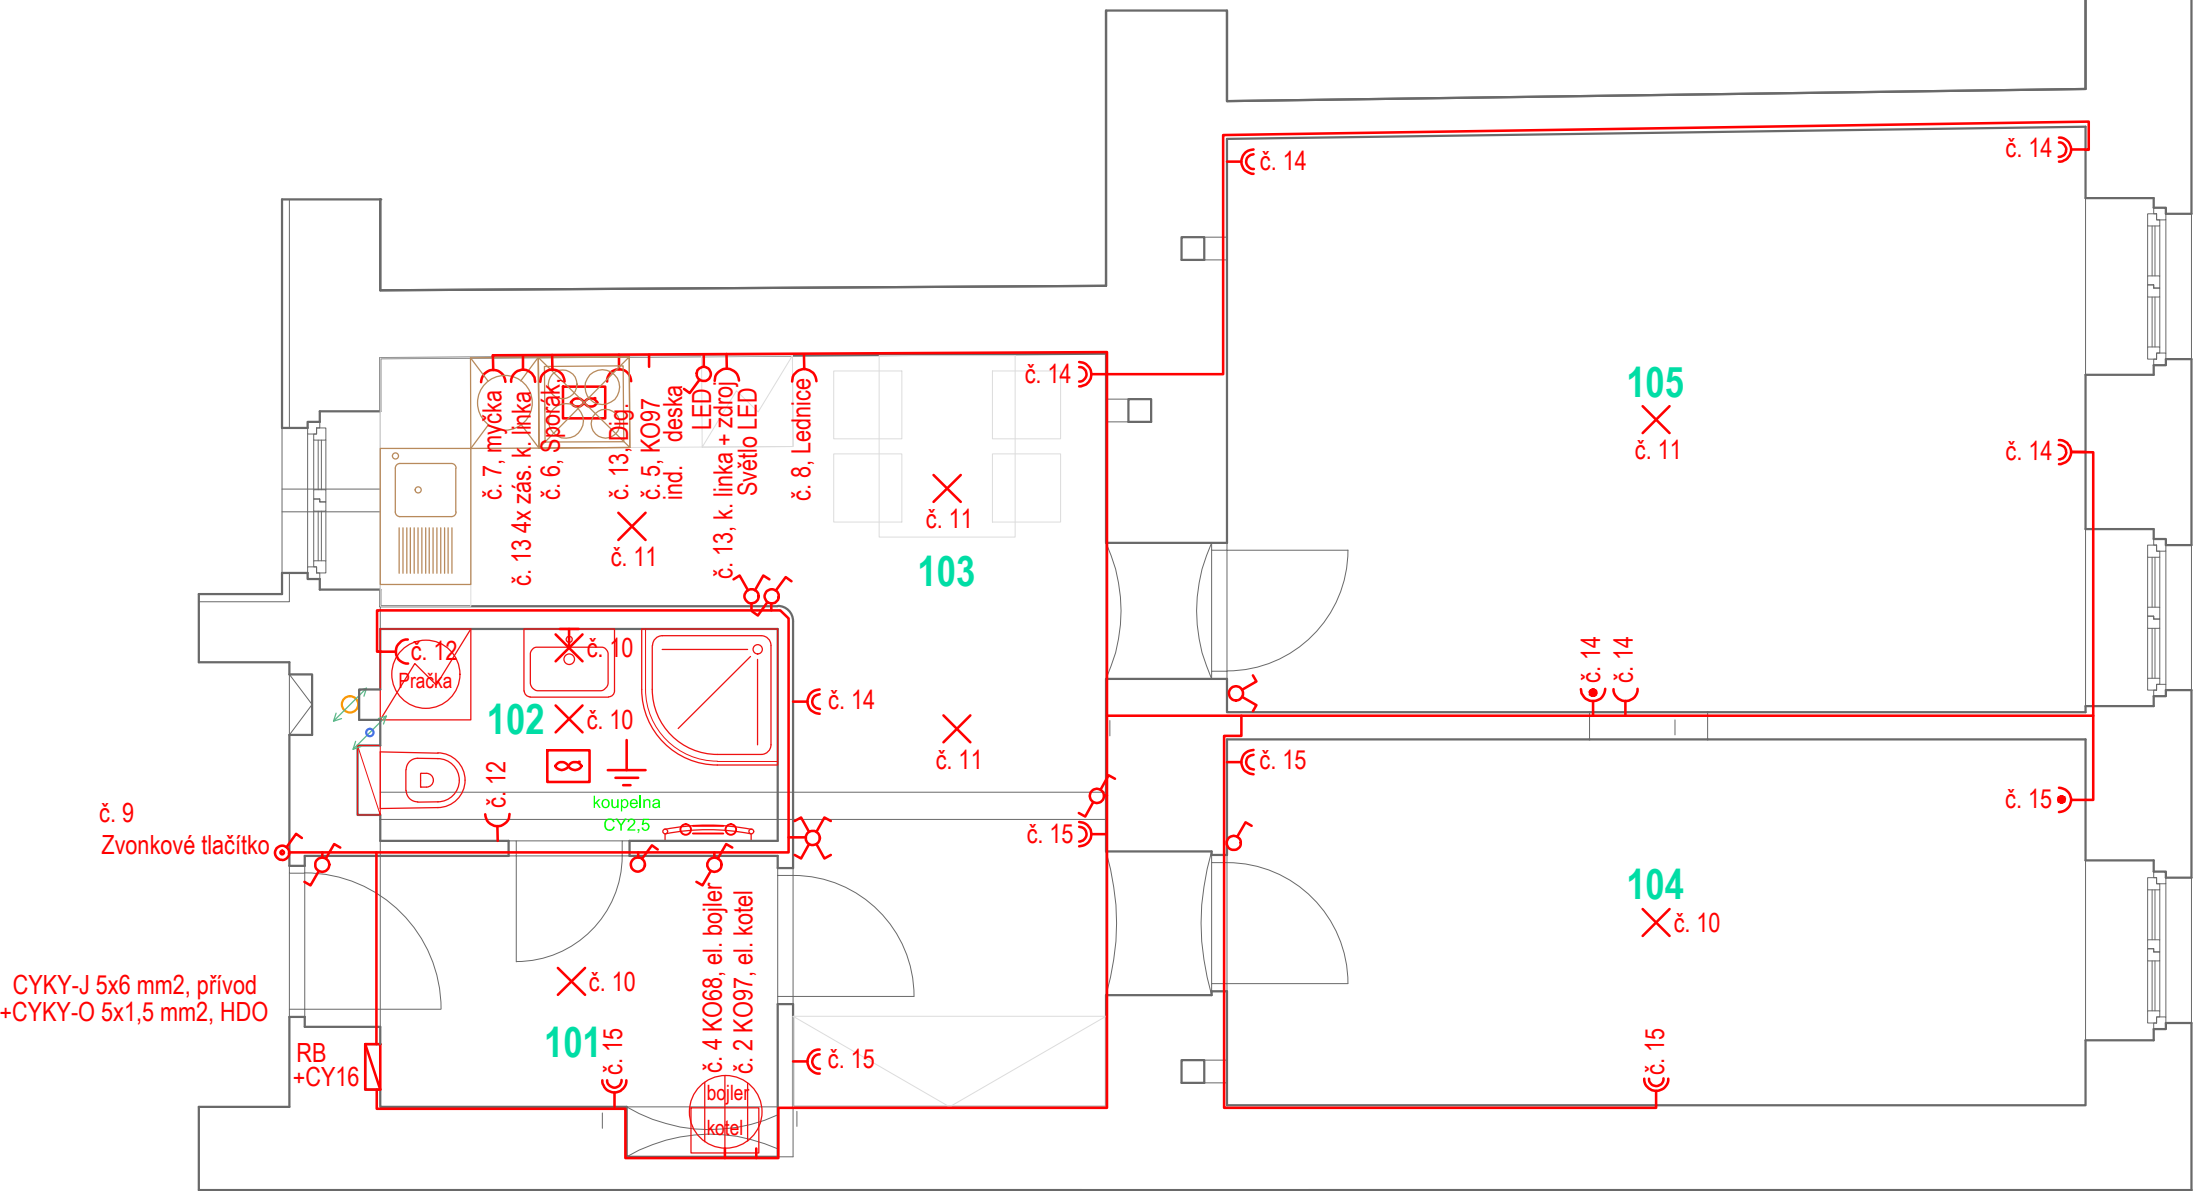 č. 14
č. 14
č. 14
105
č. 11
č. 14
č. 7, myčka
č. 13 4x zás. k. linka
č. 6, Sporák,
č. 13, Dig.
č. 5, KO97
ind. deska
LED
č. 13, k. linka + zdroj
Světlo LED
č. 8, Lednice
č. 11
č. 11
103
č. 12
Pračka
č. 10
102
č. 10
č. 14
č. 11
č. 14
č. 14
č. 12
koupelna
CY2,5
č. 15
č. 15
č. 15
č. 9
Zvonkové tlačítko
104
č. 10
CYKY-J 5x6 mm2, přívod
+CYKY-O 5x1,5 mm2, HDO
č. 10
101
RB
+CY16
č. 15
č. 4 KO68, el. bojler
č. 2 KO97, el. kotel
č. 15
č. 15
bojler
kotel